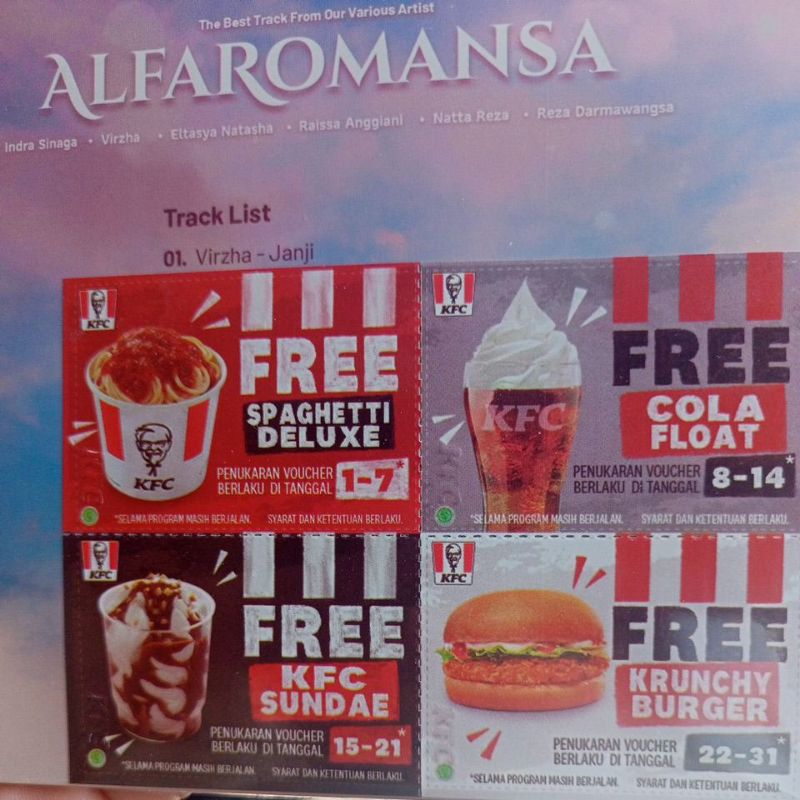 The Best Track From Our Various Artist
ALFAROMANSA
Indra Sinaga • Virzha • Eltasya Natasha • Raissa Anggiani • Natta Reza • Reza Darmawangsa
Track List
01. Virzha - Janji
KFC
FREE
SPAGHETTI
DELUXE
KFC
PENUKARAN VOUCHER
BERLAKU DI TANGGAL 1-7*
*SELAMA PROGRAM MASIH BERJALAN. SYARAT DAN KETENTUAN BERLAKU.
KFC
FREE
KFC
COLA
FLOAT
PENUKARAN VOUCHER
BERLAKU DI TANGGAL 8-14*
*SELAMA PROGRAM MASIH BERJALAN. SYARAT DAN KETENTUAN BERLAKU.
KFC
FREE
KFC
SUNDAE
PENUKARAN VOUCHER
BERLAKU DI TANGGAL 15-21*
*SELAMA PROGRAM MASIH BERJALAN. SYARAT DAN KETENTUAN BERLAKU.
KFC
FREE
KRUNCHY
BURGER
PENUKARAN VOUCHER
BERLAKU DI TANGGAL 22-31*
*SELAMA PROGRAM MASIH BERJALAN. SYARAT DAN KETENTUAN BERLAKU.